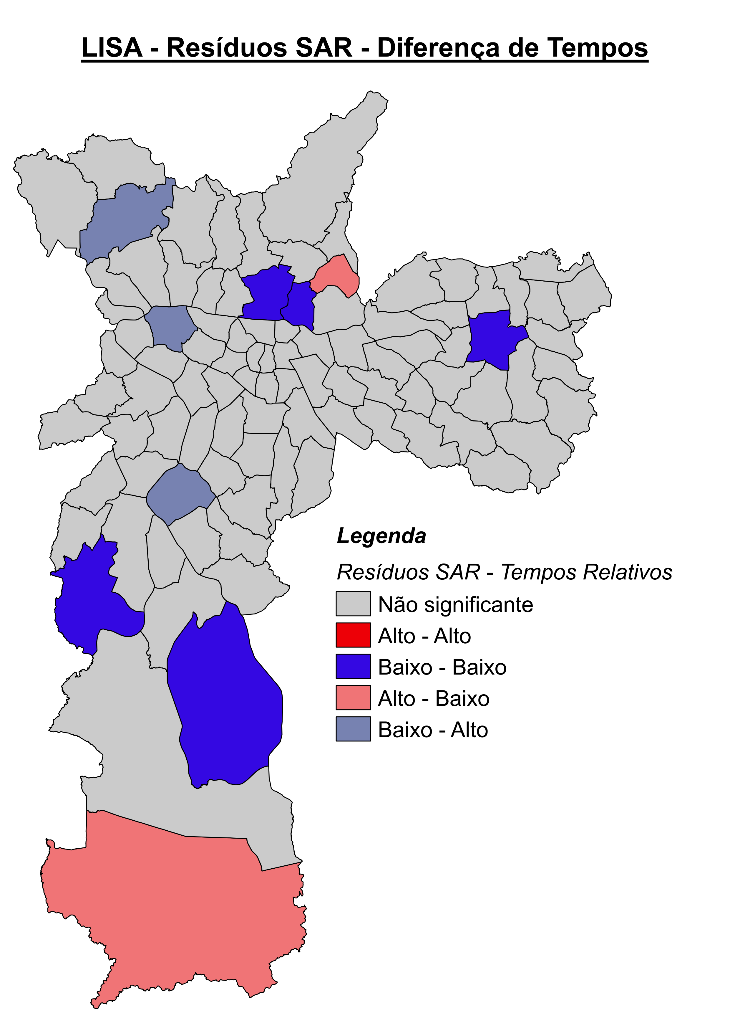 LISA - Resíduos SAR - Diferença de Tempos
Legenda
Resíduos SAR - Tempos Relativos
Não significante
Alto - Alto
Baixo - Baixo
Alto - Baixo
Baixo - Alto